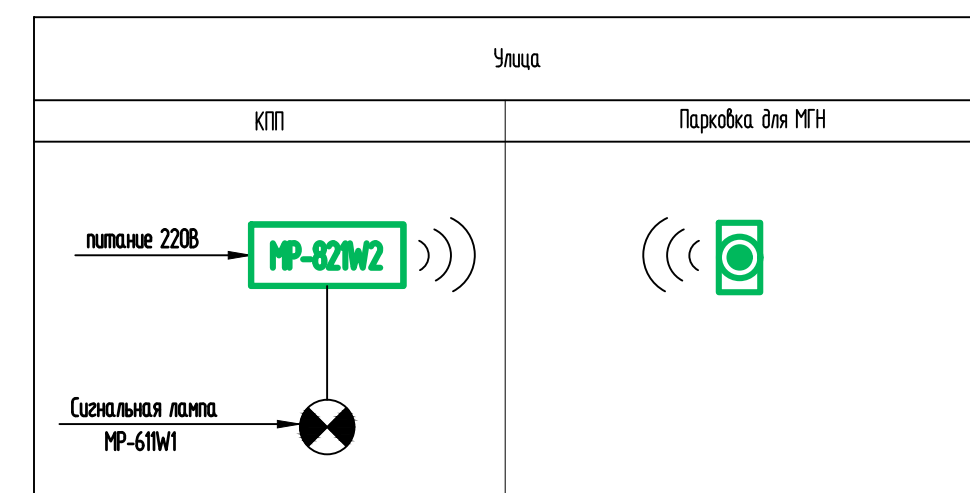 Улица
КПП
Парковка для МГН
питание 220В
MP-821W2
Сигнальная лампа
MP-611W1